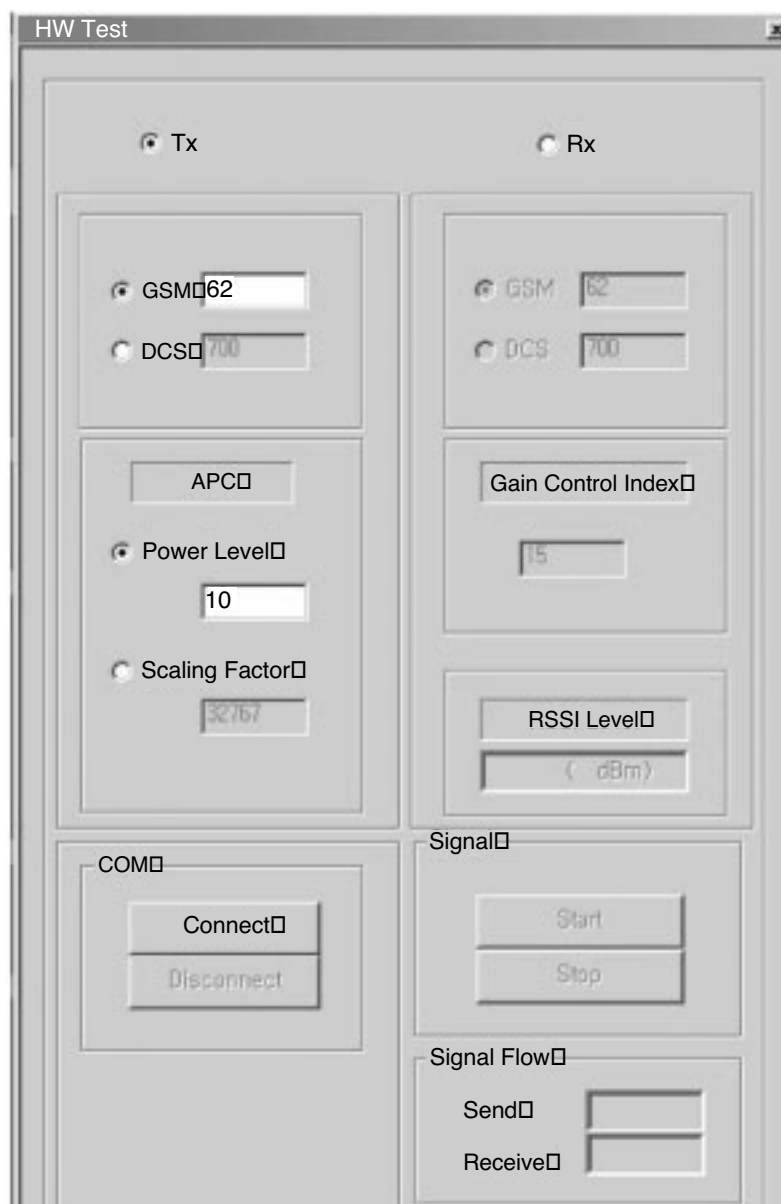 HW Test
Tx
Rx
GSM 62
DCS 700
GSM 62
DCS 700
APC
Power Level
10
Scaling Factor
32767
Gain Control Index
15
RSSI Level
( dBm)
COM
Connect
Disconnect
Signal
Start
Stop
Signal Flow
Send
Receive